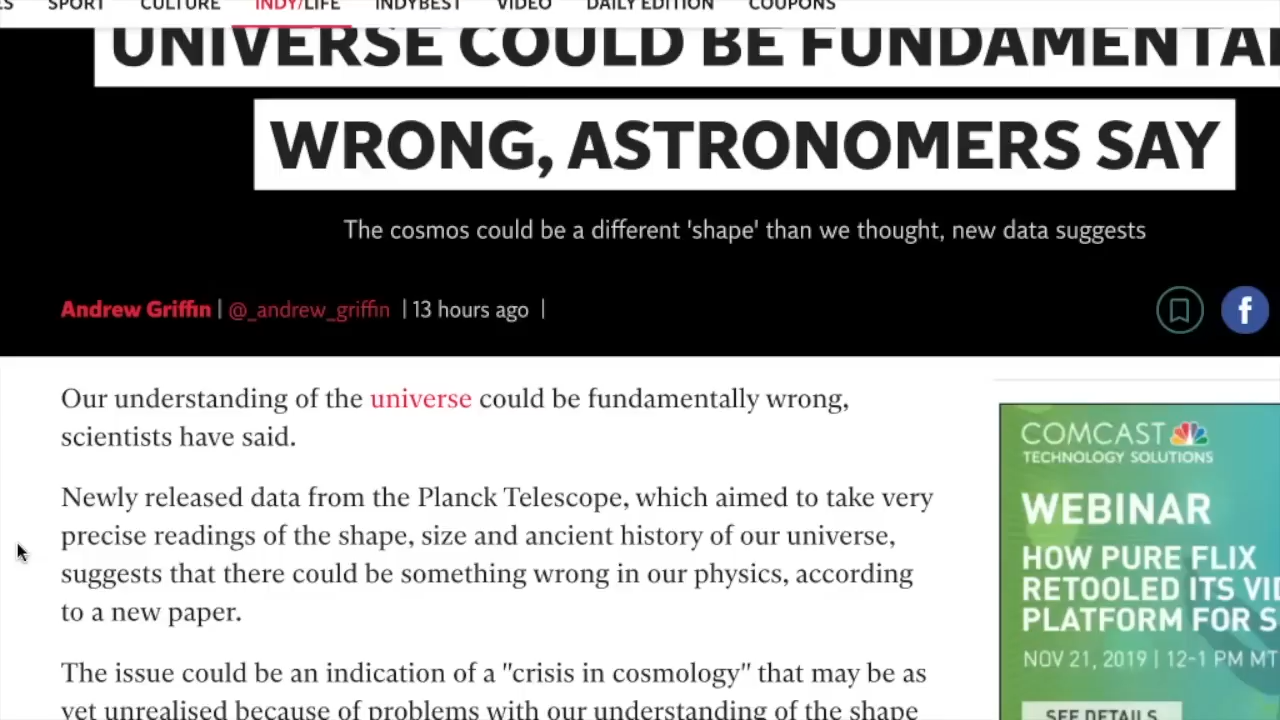 SPORT CULTURE INDY/LIFE INDYBEST VIDEO DAILY EDITION COUPONS
UNIVERSE COULD BE
WRONG, ASTRONOMERS SAY
The cosmos could be a different 'shape' than we thought, new data suggests
Andrew Griffin | @_andrew_griffin | 13 hours ago |
f
Our understanding of the universe could be fundamentally wrong,
scientists have said.
Newly released data from the Planck Telescope, which aimed to take very
precise readings of the shape, size and ancient history of our universe,
suggests that there could be something wrong in our physics, according
to a new paper.
The issue could be an indication of a "crisis in cosmology" that may be as
yet unrealised because of problems with our understanding of the shape
COMCAST
TECHNOLOGY SOLUTIONS
WEBINAR
HOW PURE FLIX
RETOOLED ITS
PLATFORM FOR
NOV 21, 2019 | 12-1 PM MT
SEE DETAILS